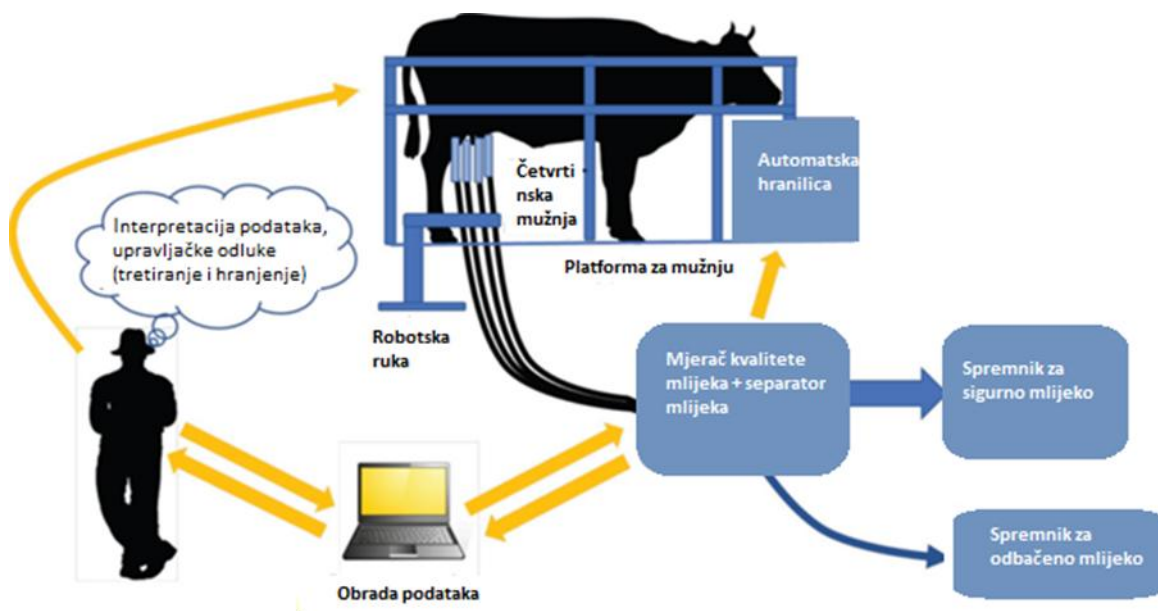 Automatska
hranilica
Četvrti
nska
mužnja
Interpretacija podataka,
upravljačke odluke
(tretiranje i hranjenje)
Platforma za mužnju
Robotska
ruka
Mjerač kvalitete
mlijeka + separator
mlijeka
Spremnik za
sigurno mlijeko
Spremnik za
odbačeno mlijeko
Obrada podataka